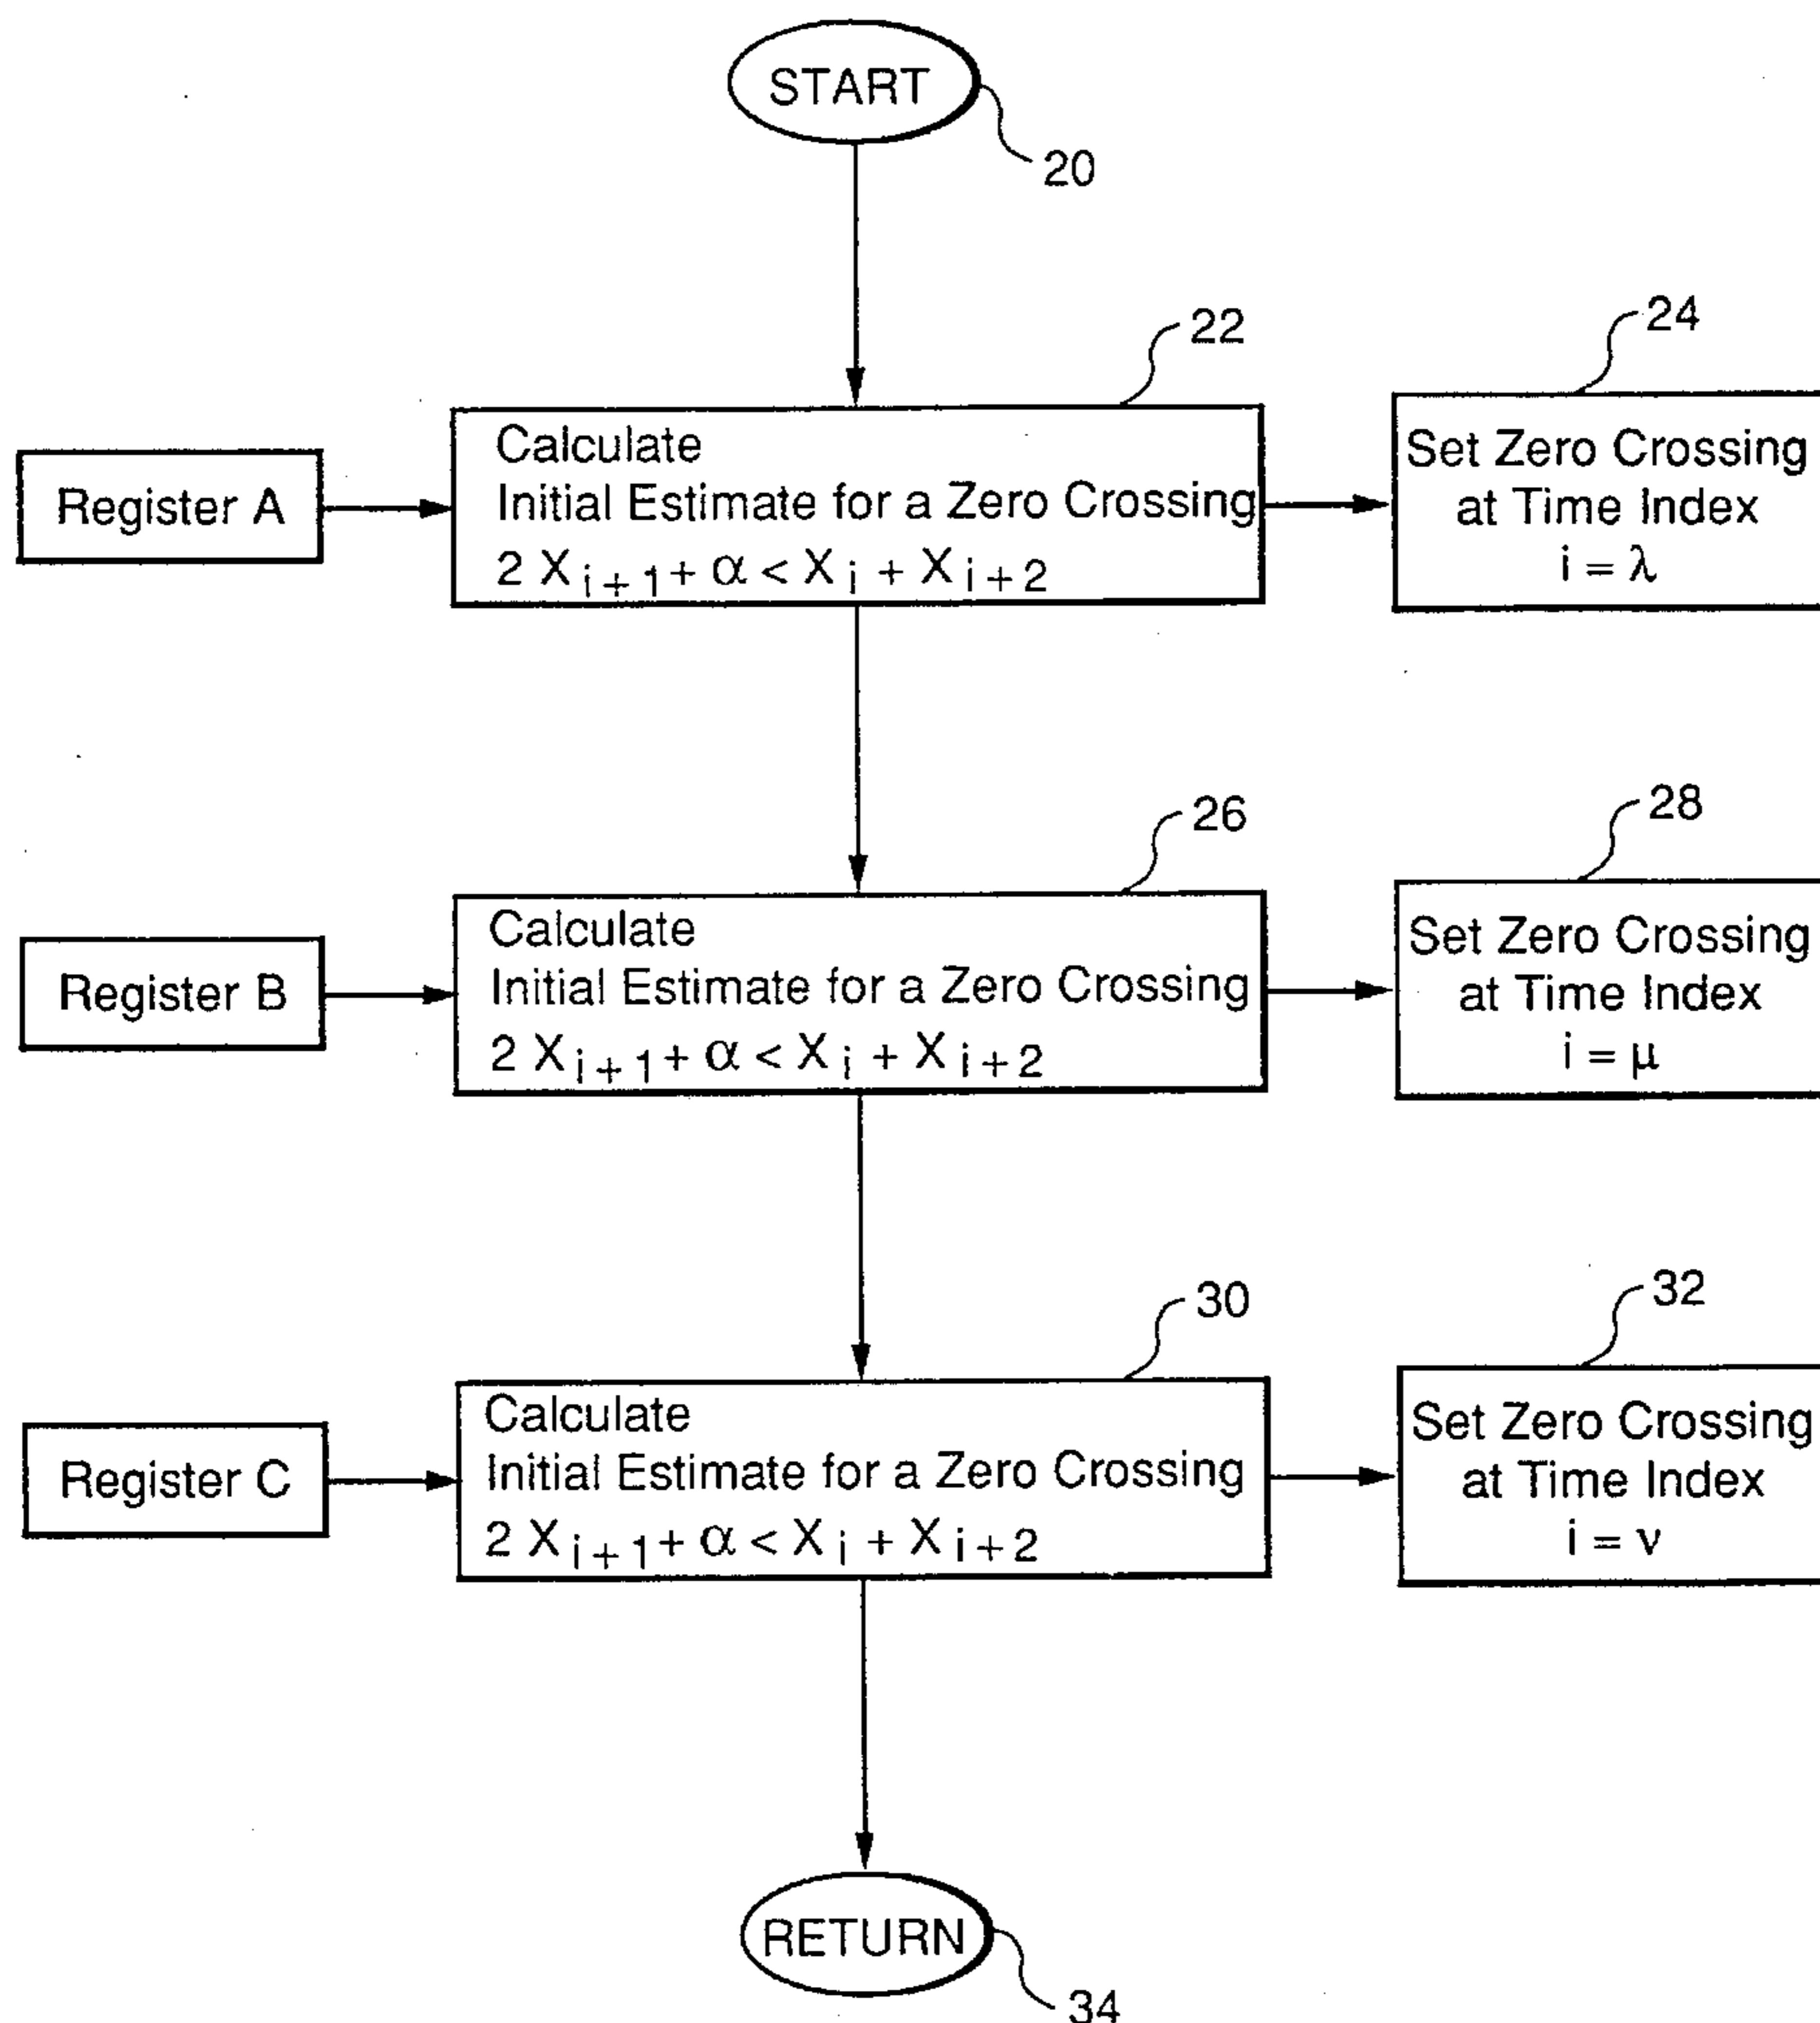 START
20
22
24
Register A
Calculate
Initial Estimate for a Zero Crossing
2 X i + 1 + α < X i + X i + 2
Set Zero Crossing
at Time Index
i = λ
26
28
Register B
Calculate
Initial Estimate for a Zero Crossing
2 X i + 1 + α < X i + X i + 2
Set Zero Crossing
at Time Index
i = μ
30
32
Register C
Calculate
Initial Estimate for a Zero Crossing
2 X i + 1 + α < X i + X i + 2
Set Zero Crossing
at Time Index
i = ν
RETURN
34